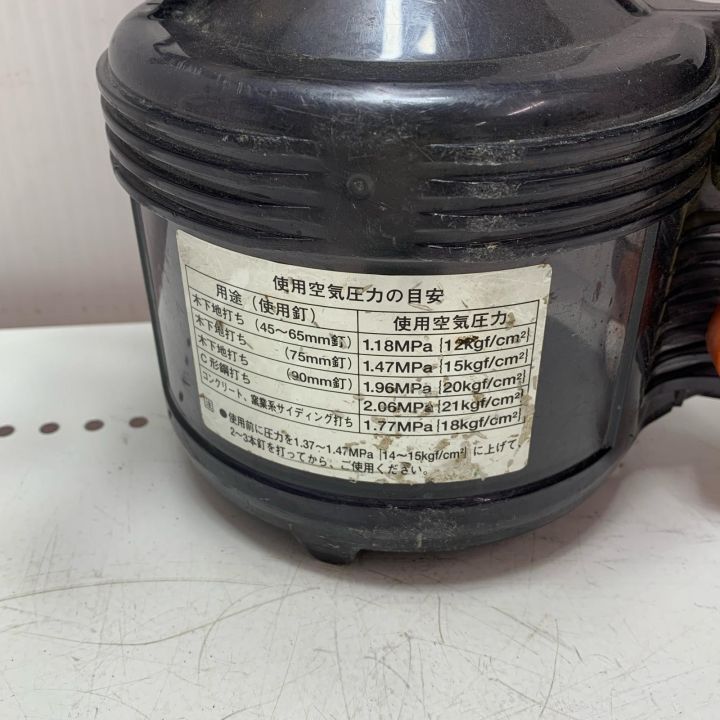 使用空気圧力の目安
用途（使用釘） 使用空気圧力
木下地打ち（45～65mm釘） 1.18MPa [12kgf/cm²]
木下地打ち （75mm釘） 1.47MPa [15kgf/cm²]
木下地打ち （90mm釘） 1.96MPa [20kgf/cm²]
C形鋼打ち 2.06MPa [21kgf/cm²]
コンクリート、窯業系サイディング打ち 1.77MPa [18kgf/cm²]
●使用前に圧力を1.37～1.47MPa [14～15kgf/cm²] に上げて、
2～3本釘を打ってから、ご使用ください。